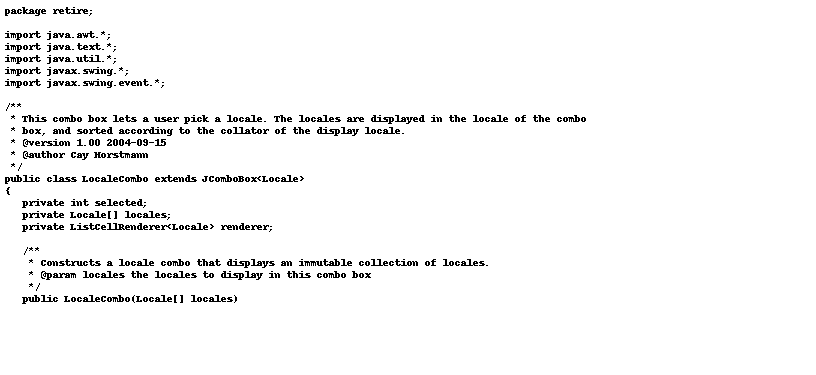 package retire;

import java.awt.*;
import java.text.*;
import java.util.*;
import javax.swing.*;
import javax.swing.event.*;

/**
 * This combo box lets a user pick a locale. The locales are displayed in the locale of the combo
 * box, and sorted according to the collator of the display locale.
 * @version 1.00 2004-09-15
 * @author Cay Horstmann
 */
public class LocaleCombo extends JComboBox<Locale>
{
   private int selected;
   private Locale[] locales;
   private ListCellRenderer<Locale> renderer;

   /**
    * Constructs a locale combo that displays an immutable collection of locales.
    * @param locales the locales to display in this combo box
    */
   public LocaleCombo(Locale[] locales)